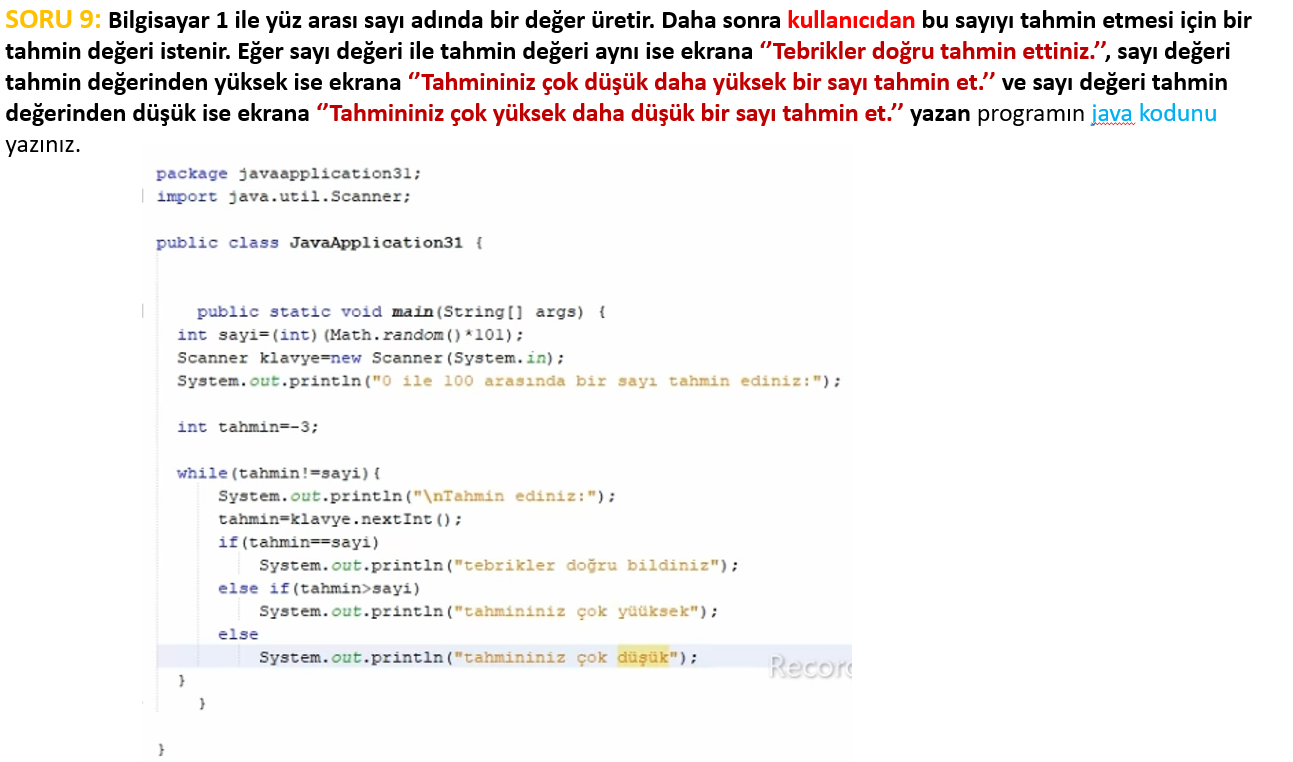 SORU 9: Bilgisayar 1 ile yüz arası sayı adında bir değer üretir. Daha sonra kullanıcıdan bu sayıyı tahmin etmesi için bir
tahmin değeri istenir. Eğer sayı değeri ile tahmin değeri aynı ise ekrana ‘’Tebrikler doğru tahmin ettiniz.’’, sayı değeri
tahmin değerinden yüksek ise ekrana ‘’Tahmininiz çok düşük daha yüksek bir sayı tahmin et.’’ ve sayı değeri tahmin
değerinden düşük ise ekrana ‘’Tahmininiz çok yüksek daha düşük bir sayı tahmin et.’’ yazan programın java kodunu
yazınız.
package javaapplication31;
import java.util.Scanner;
public class JavaApplication31 {
public static void main(String[] args) {
int sayi=(int)(Math.random()*101);
Scanner klavye=new Scanner(System.in);
System.out.println("0 ile 100 arasında bir sayı tahmin ediniz:");
int tahmin=-3;
while(tahmin!=sayi){
System.out.println("\nTahmin ediniz:");
tahmin=klavye.nextInt();
if(tahmin==sayi)
System.out.println("tebrikler doğru bildiniz");
else if(tahmin>sayi)
System.out.println("tahmininiz çok yüüksek");
else
System.out.println("tahmininiz çok düşük");
}
}
}